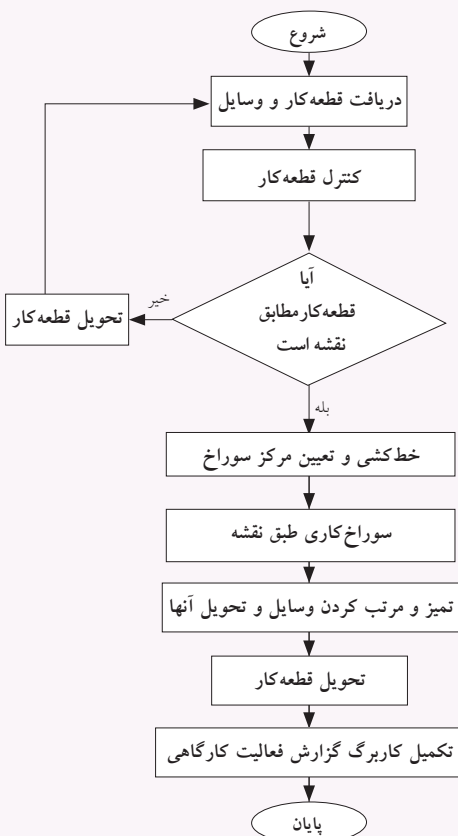 شروع
دریافت قطعه‌کار و وسایل
کنترل قطعه‌کار
آیا
قطعه‌کار مطابق
نقشه است
خیر
تحویل قطعه‌کار
بله
خط‌کشی و تعیین مرکز سوراخ
سوراخ‌کاری طبق نقشه
تمیز و مرتب کردن وسایل و تحویل آنها
تحویل قطعه‌کار
تکمیل کاربرگ گزارش فعالیت کارگاهی
پایان